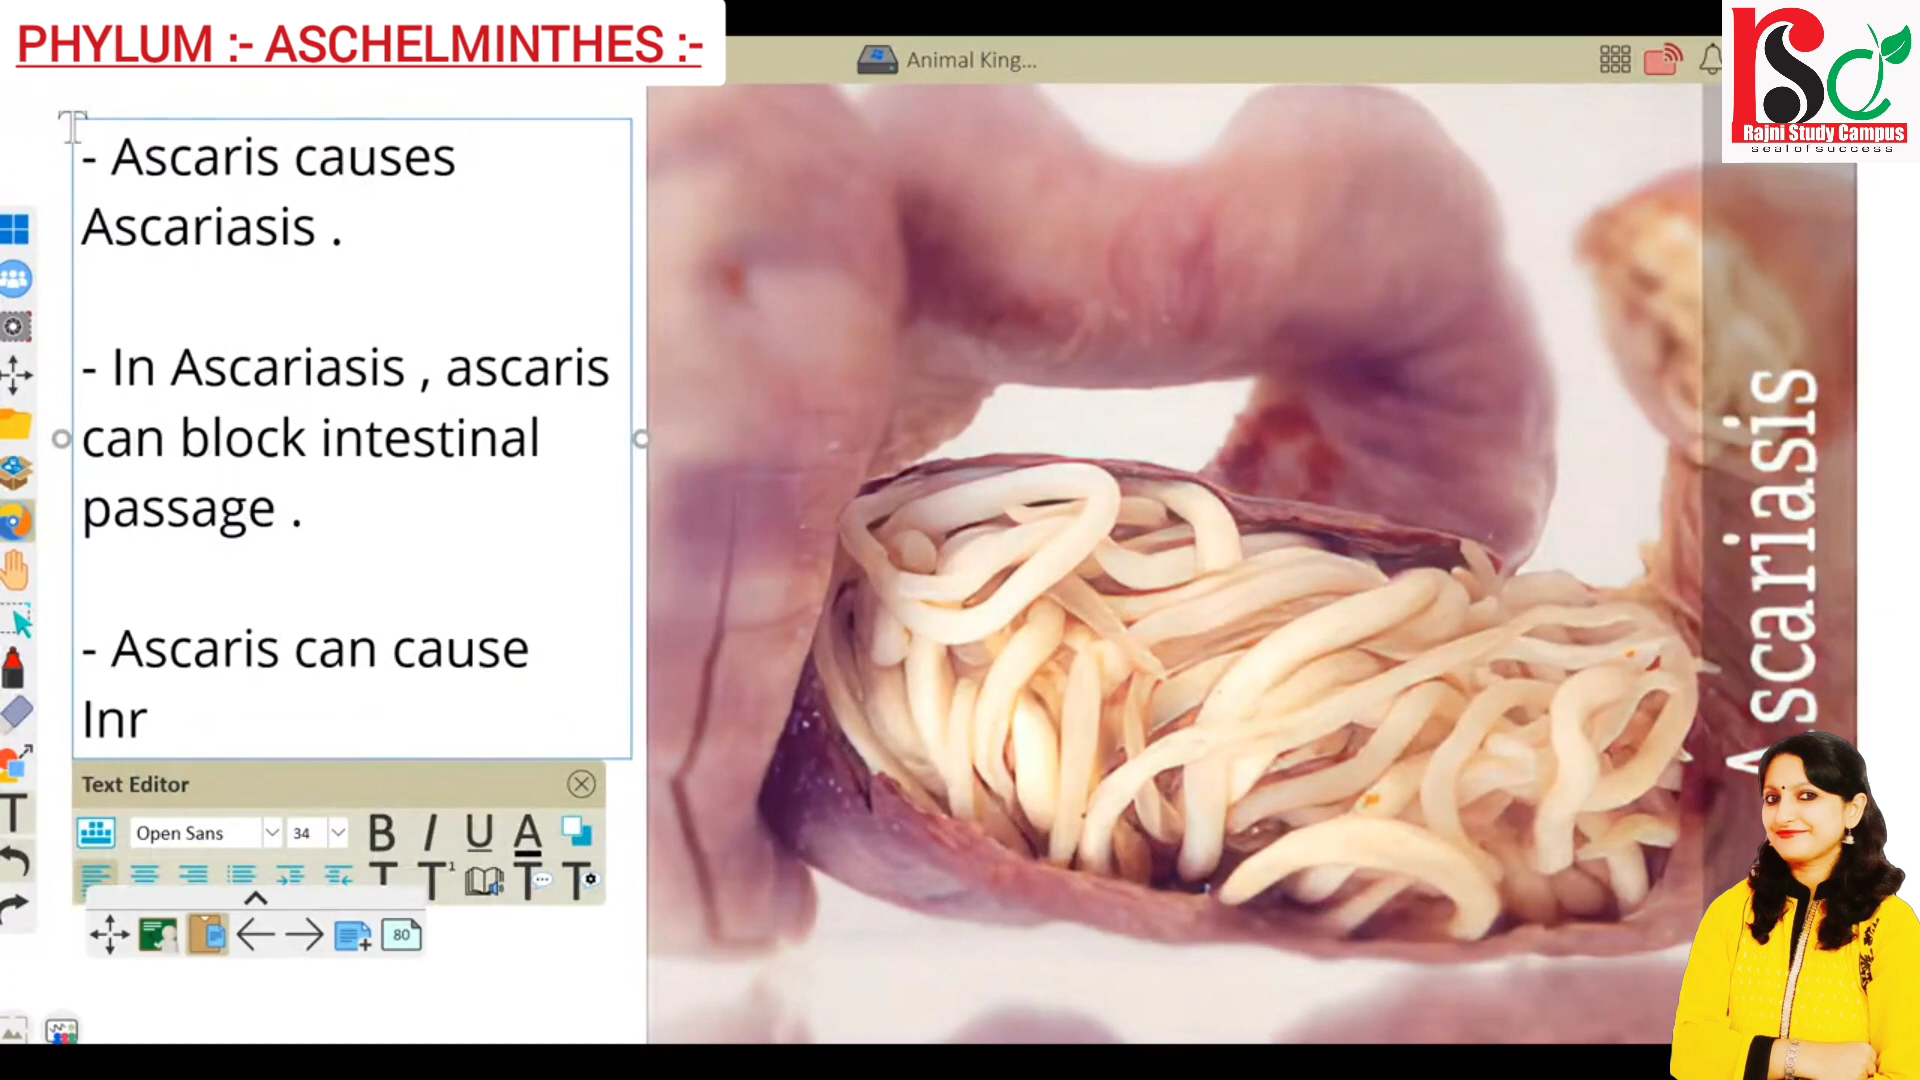 PHYLUM :- ASCHELMINTHES :-
Animal King...
Rajni Study Campus
seal of success
- Ascaris causes
Ascariasis .
- In Ascariasis , ascaris
can block intestinal
passage .
- Ascaris can cause
Inr
Ascariasis
Text Editor
Open Sans
34
B I U A
80